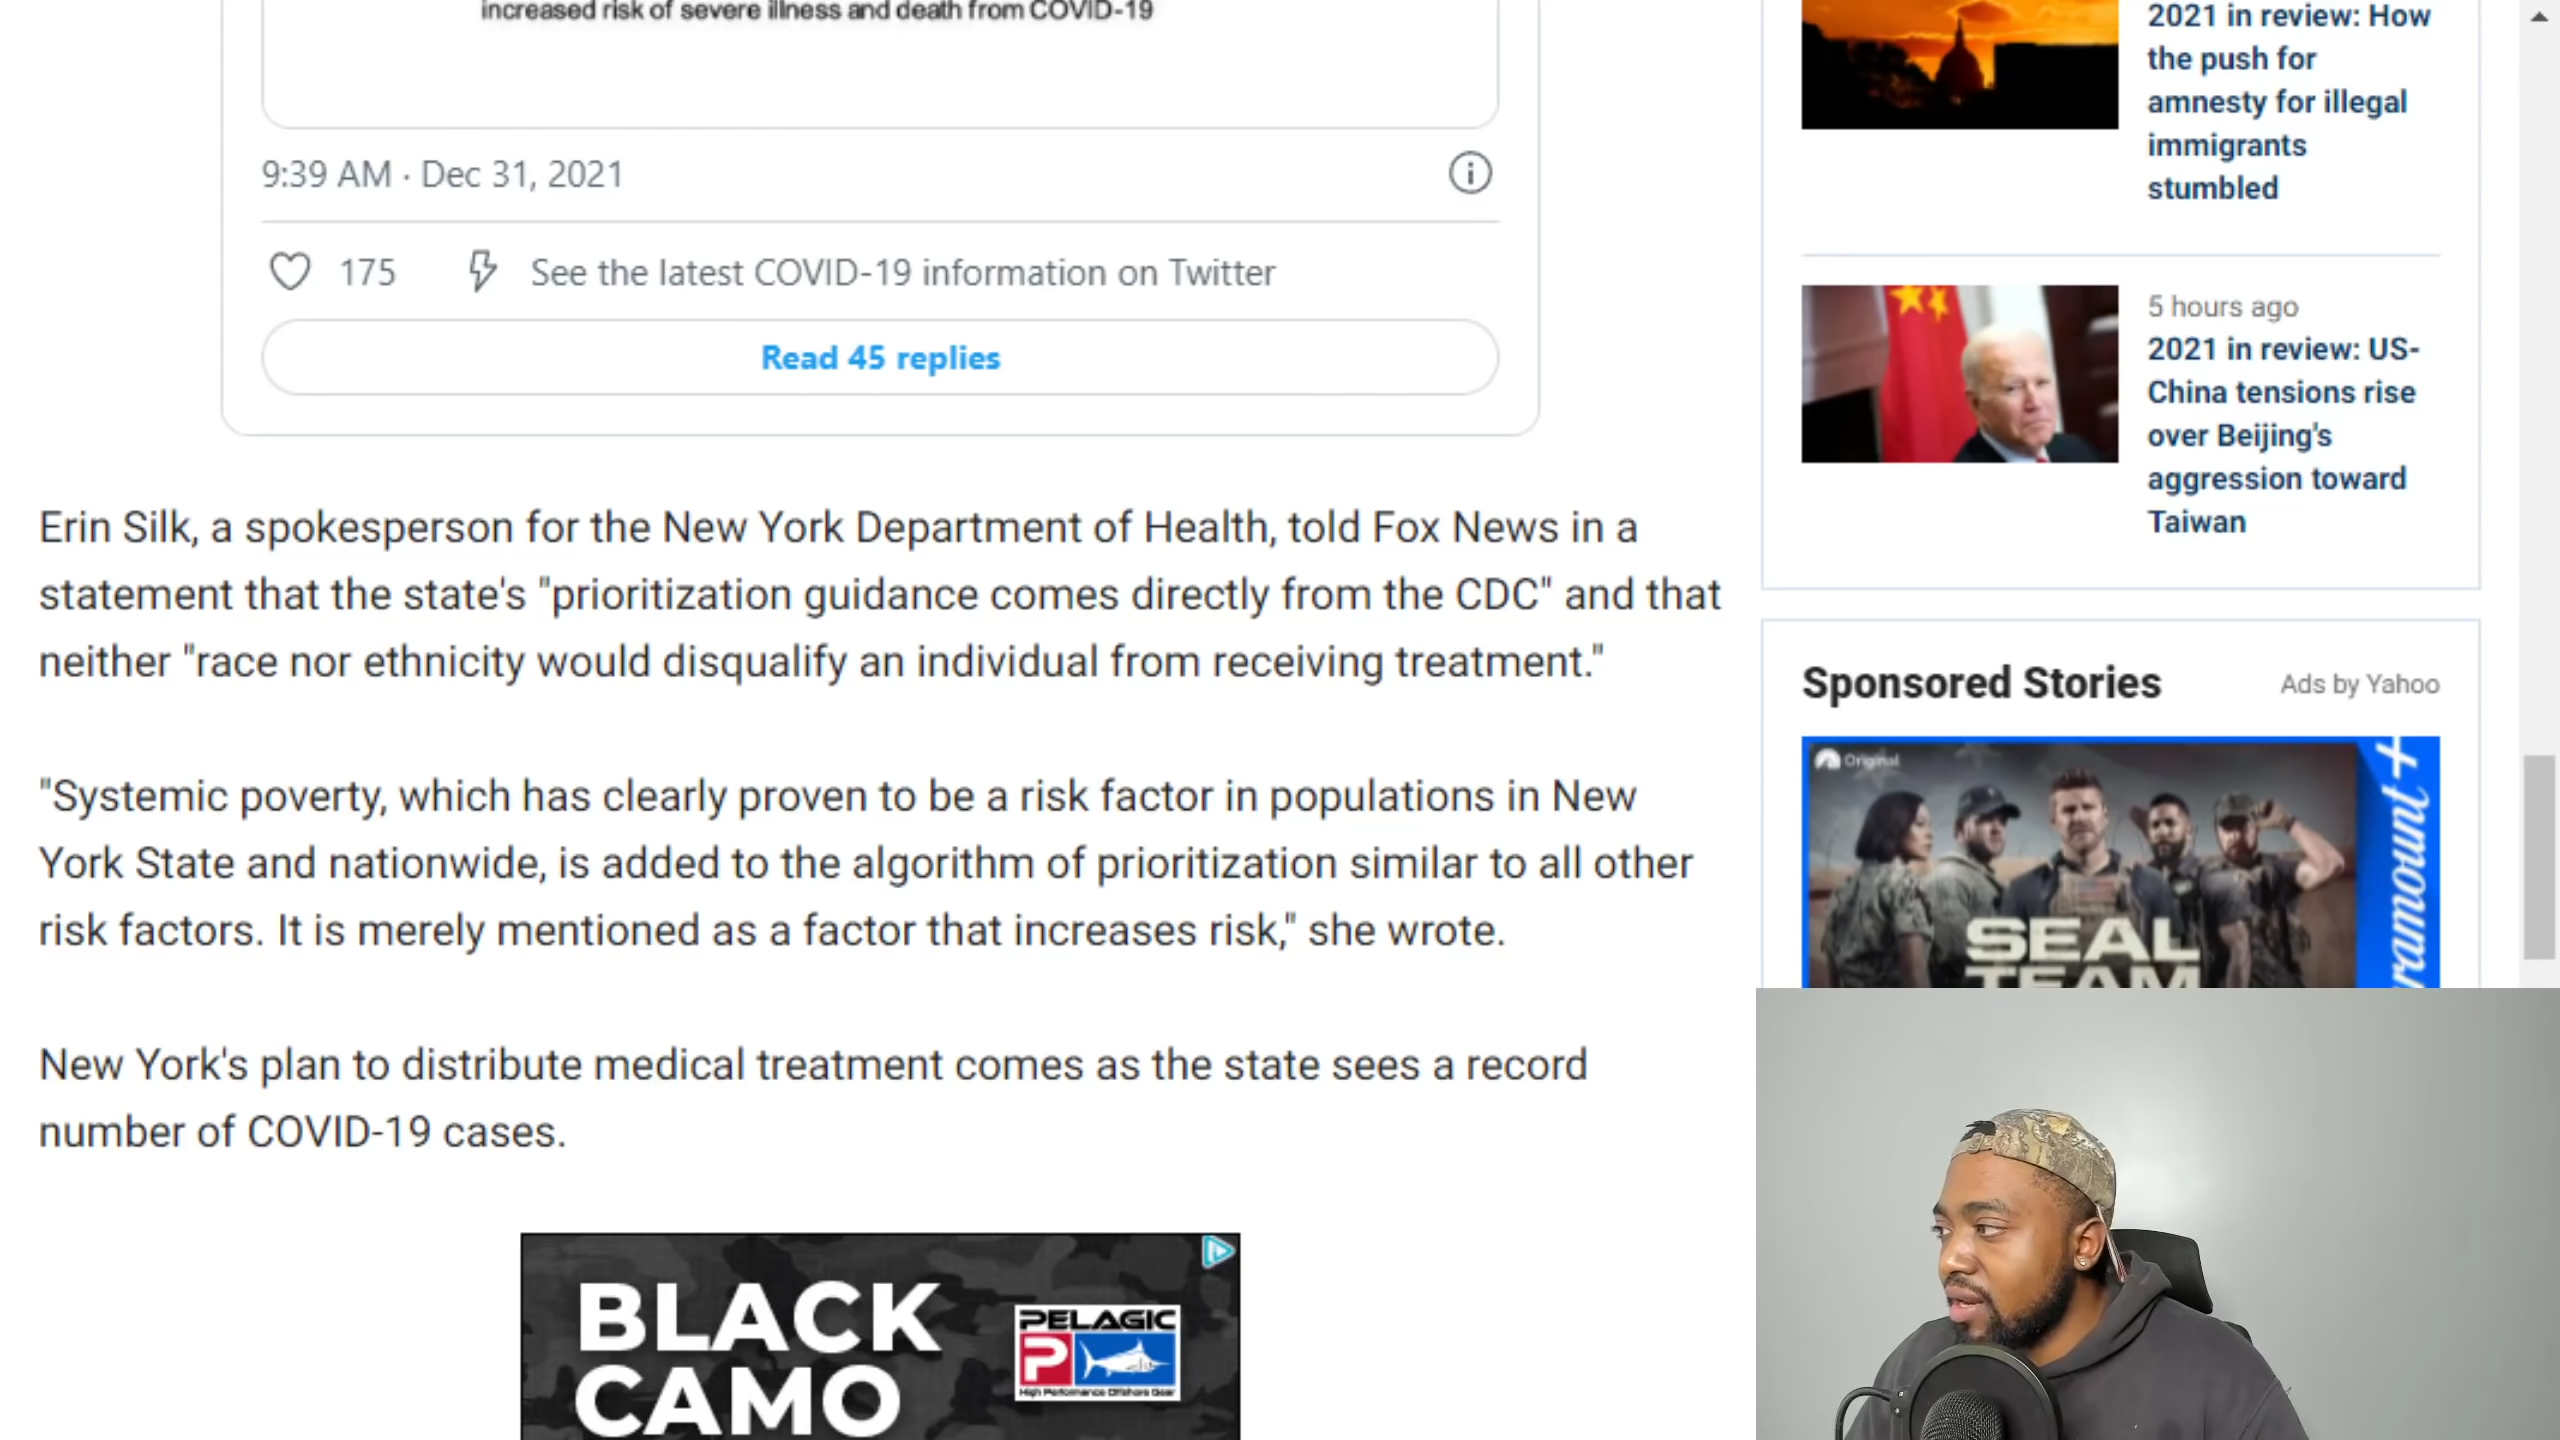 increased risk of severe illness and death from COVID-19
9:39 AM · Dec 31, 2021
175
See the latest COVID-19 information on Twitter
Read 45 replies
Erin Silk, a spokesperson for the New York Department of Health, told Fox News in a
statement that the state's "prioritization guidance comes directly from the CDC" and that
neither "race nor ethnicity would disqualify an individual from receiving treatment."
"Systemic poverty, which has clearly proven to be a risk factor in populations in New
York State and nationwide, is added to the algorithm of prioritization similar to all other
risk factors. It is merely mentioned as a factor that increases risk," she wrote.
New York's plan to distribute medical treatment comes as the state sees a record
number of COVID-19 cases.
BLACK
CAMO
PELAGIC
P
High Performance Offshore Gear
2021 in review: How
the push for
amnesty for illegal
immigrants
stumbled
5 hours ago
2021 in review: US-
China tensions rise
over Beijing's
aggression toward
Taiwan
Sponsored Stories
Ads by Yahoo
Original
SEAL
TEAM
ramount+